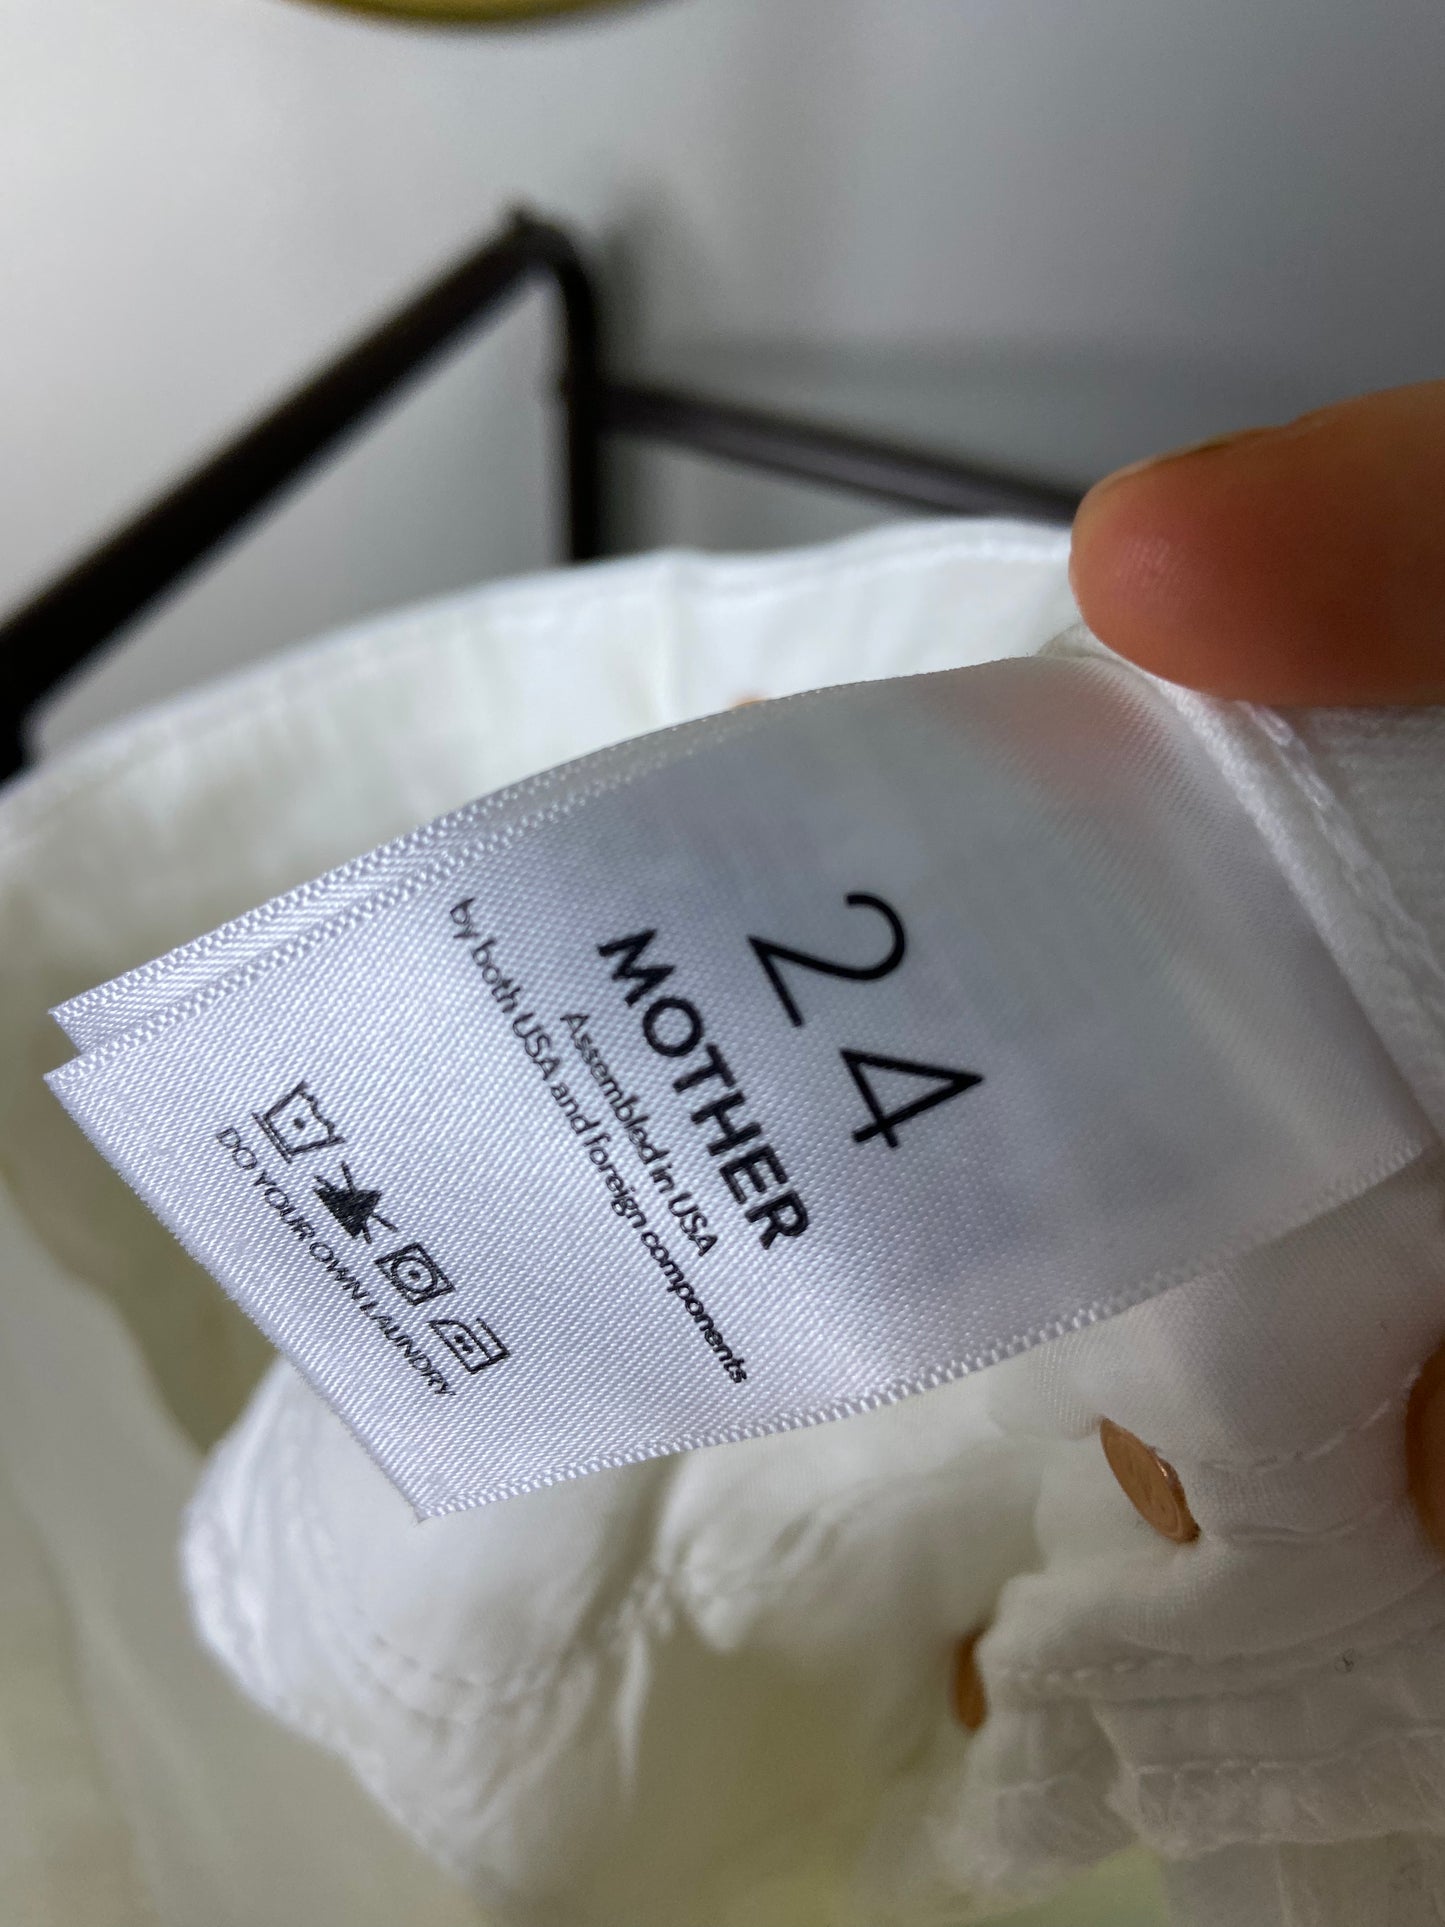 24
MOTHER
Assembled in USA
by both USA and foreign components
DO YOUR OWN LAUNDRY